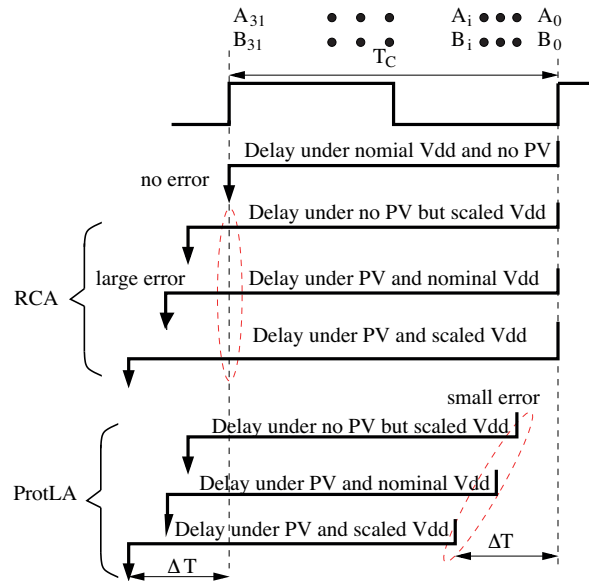 A31 Ai A0
B31 Bi B0
TC
Delay under nomial Vdd and no PV
no error
Delay under no PV but scaled Vdd
large error
Delay under PV and nominal Vdd
RCA
Delay under PV and scaled Vdd
small error
Delay under no PV but scaled Vdd
ProtLA
Delay under PV and nominal Vdd
Delay under PV and scaled Vdd
ΔT
ΔT